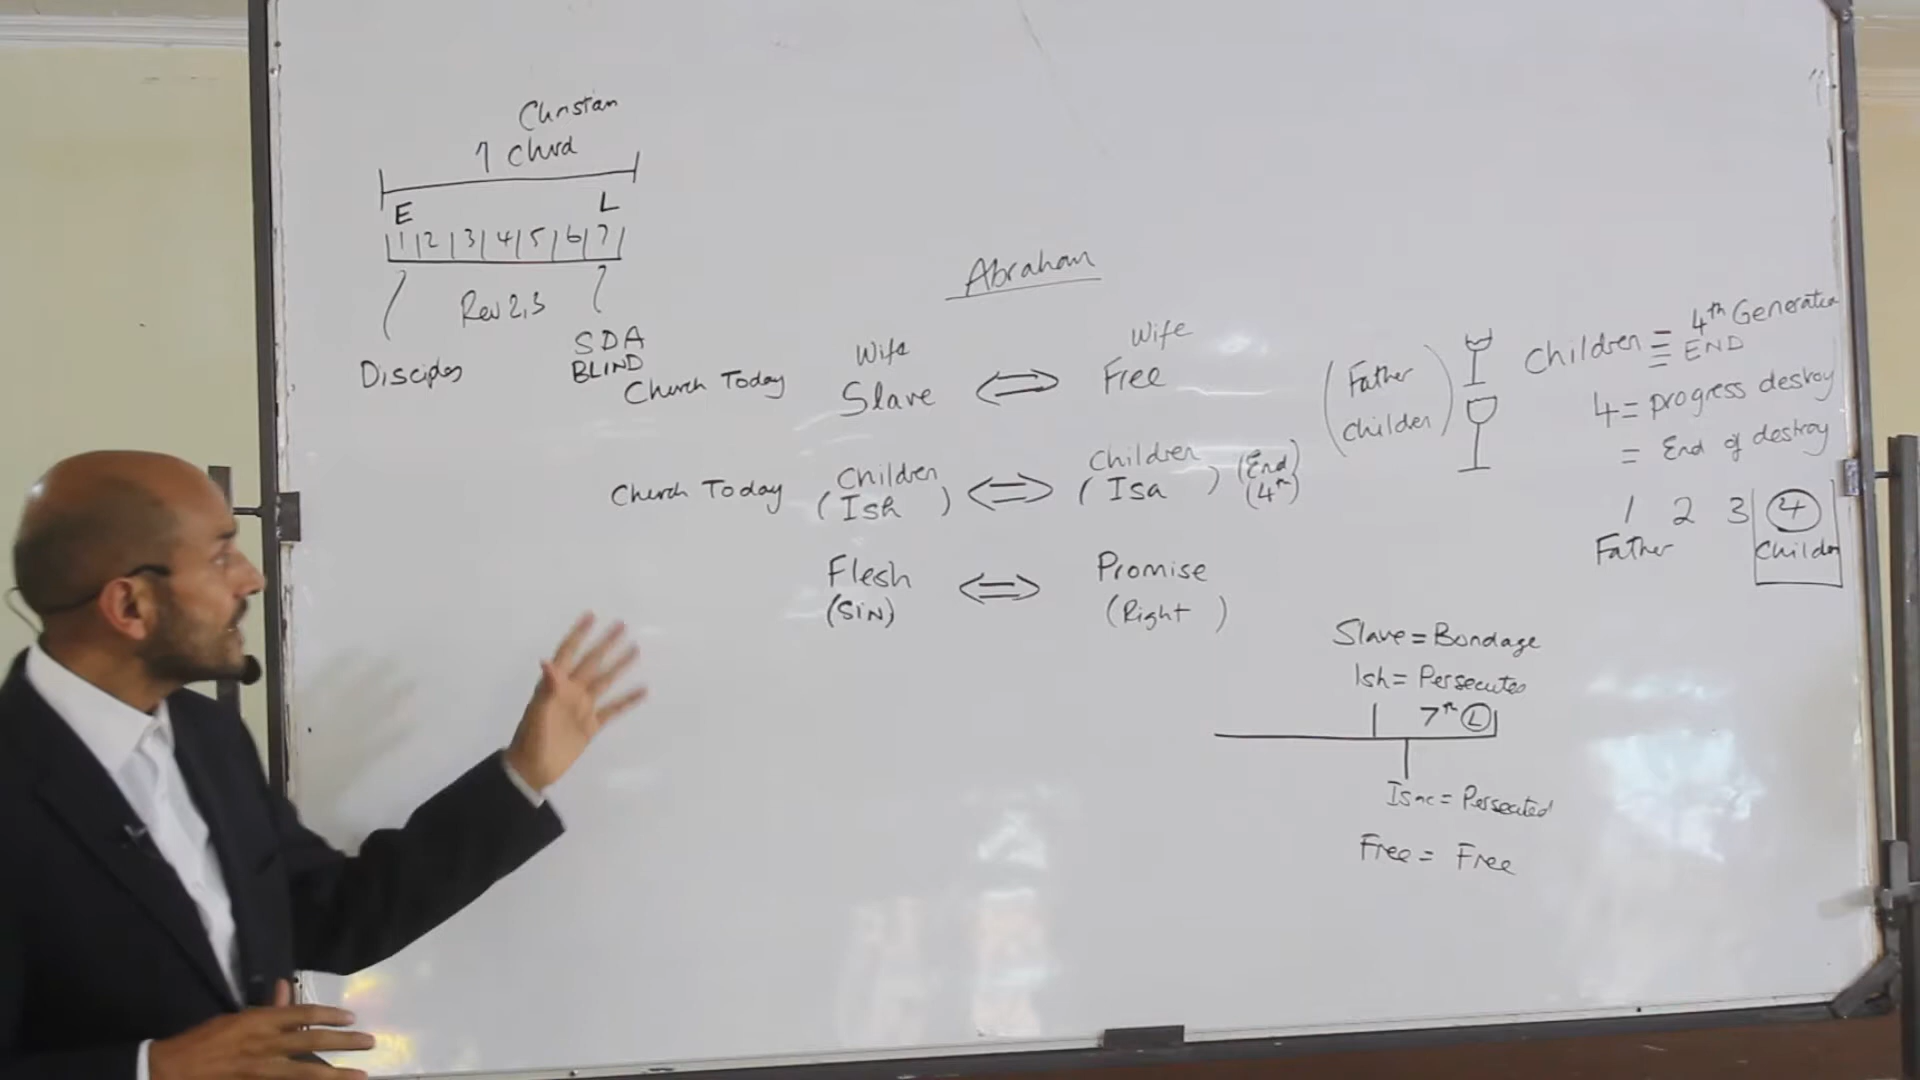 Christian
7 Church
E L
1 2 3 4 5 6 7
Rev 2,3
Disciples
SDA
BLIND
Abraham
Wife Wife
Church Today Slave ⇔ Free
Children Children
Church Today (Ish) ⇔ (Isa) (End)
(4th)
Flesh ⇔ Promise
(SIN) (Right)
(Father
children)
Children = 4th Generation
= END
4 = progress destroy
= End of destroy
1 2 3 4
Father Childen
Slave = Bondage
Ish = Persecutes
7th L
Isac = Persecuted
Free = Free